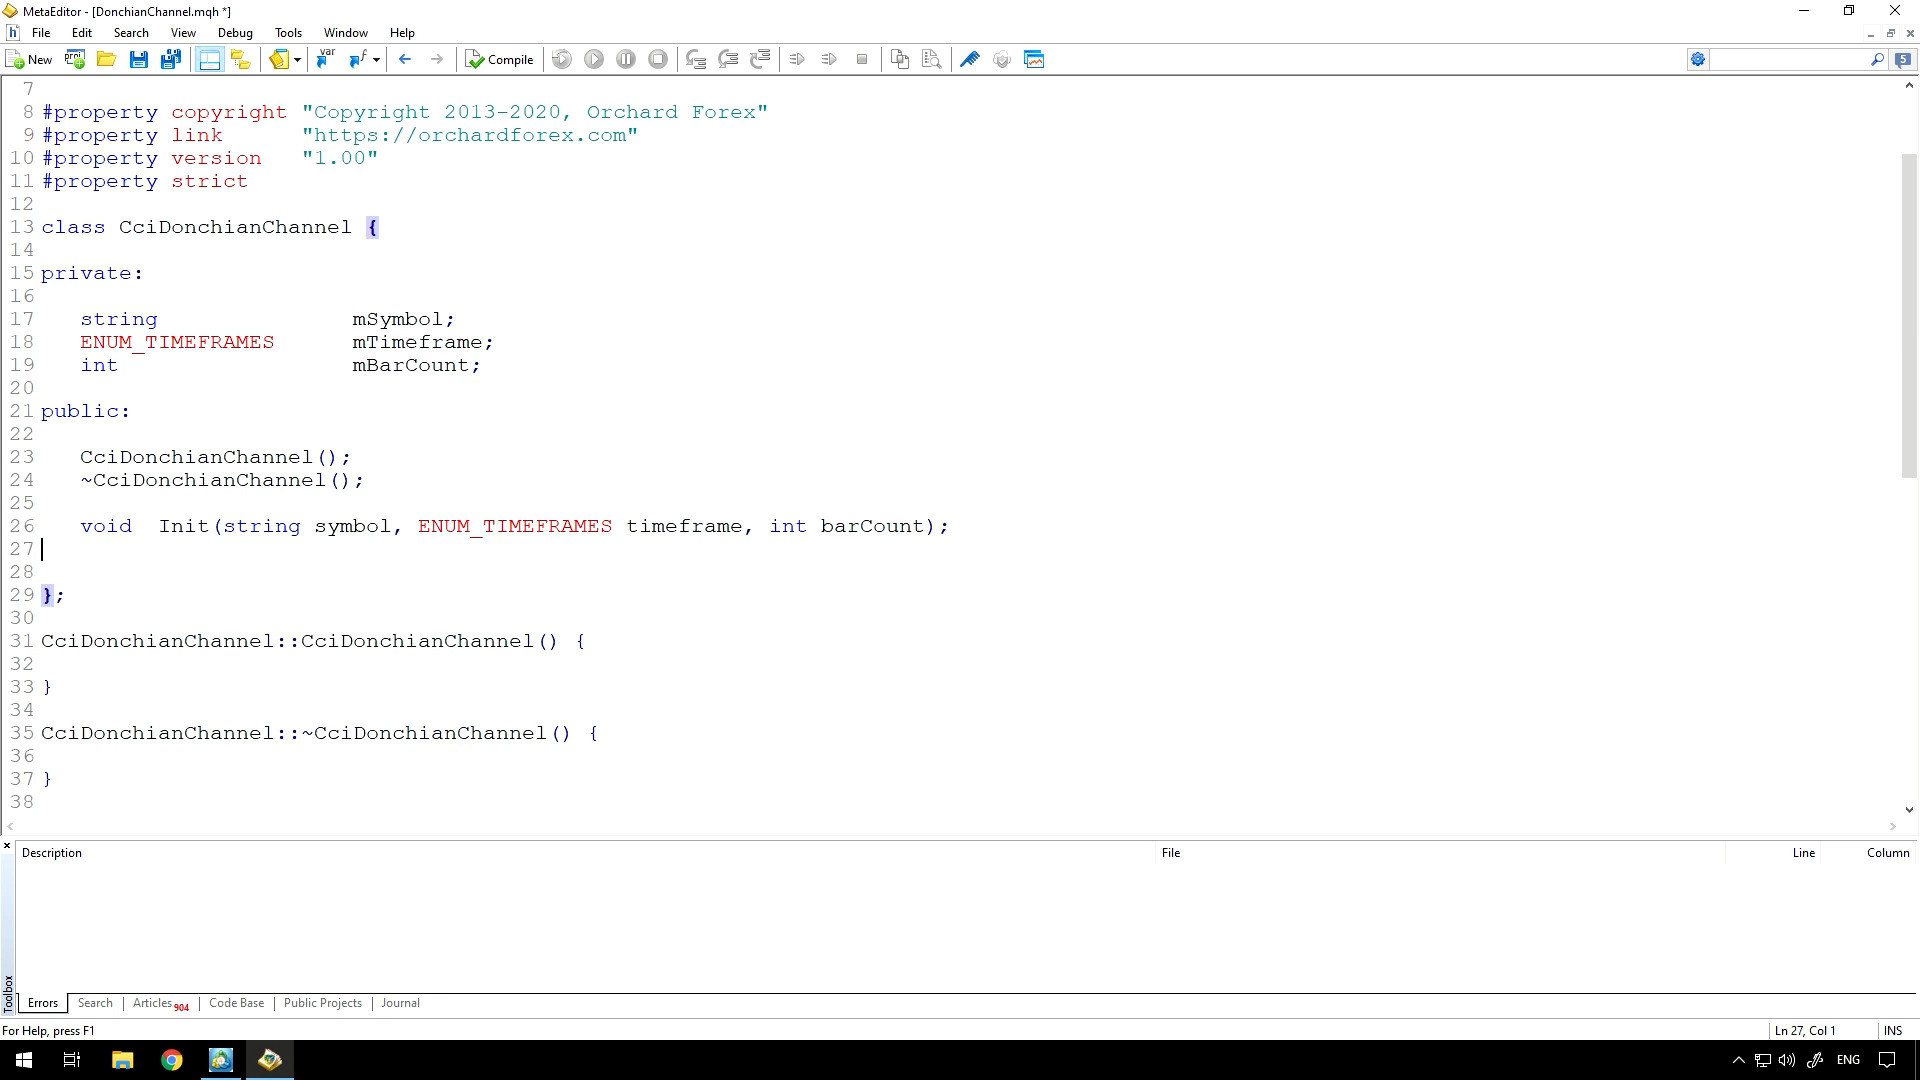 MetaEditor - [DonchianChannel.mqh *]
h File Edit Search View Debug Tools Window Help
New proj var f Compile 5
7
8 #property copyright "Copyright 2013-2020, Orchard Forex"
9 #property link "https://orchardforex.com"
10 #property version "1.00"
11 #property strict
12
13 class CciDonchianChannel {
14
15 private:
16
17 string mSymbol;
18 ENUM_TIMEFRAMES mTimeframe;
19 int mBarCount;
20
21 public:
22
23 CciDonchianChannel();
24 ~CciDonchianChannel();
25
26 void Init(string symbol, ENUM_TIMEFRAMES timeframe, int barCount);
27
28
29 };
30
31 CciDonchianChannel::CciDonchianChannel() {
32
33 }
34
35 CciDonchianChannel::~CciDonchianChannel() {
36
37 }
38
Description File Line Column
Toolbox
Errors Search Articles 904 Code Base Public Projects Journal
For Help, press F1 Ln 27, Col 1 INS
ENG